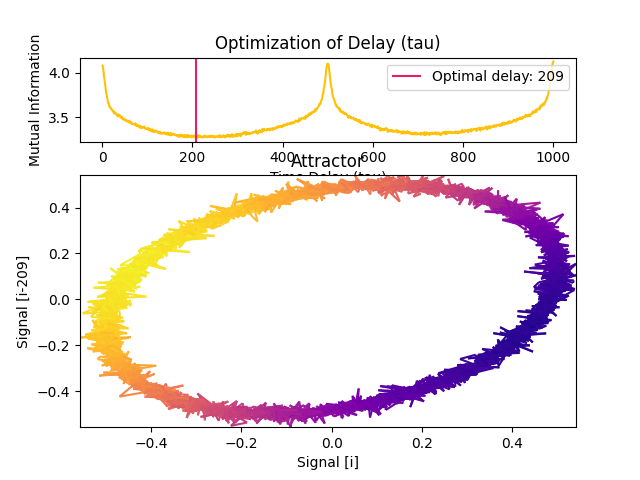 Optimization of Delay (tau)
Mutual Information
4.0
3.5
Optimal delay: 209
0 200 400 600 800 1000
Time Delay (tau)
Attractor
Signal [i-209]
0.4
0.2
0.0
−0.2
−0.4
−0.4 −0.2 0.0 0.2 0.4
Signal [i]